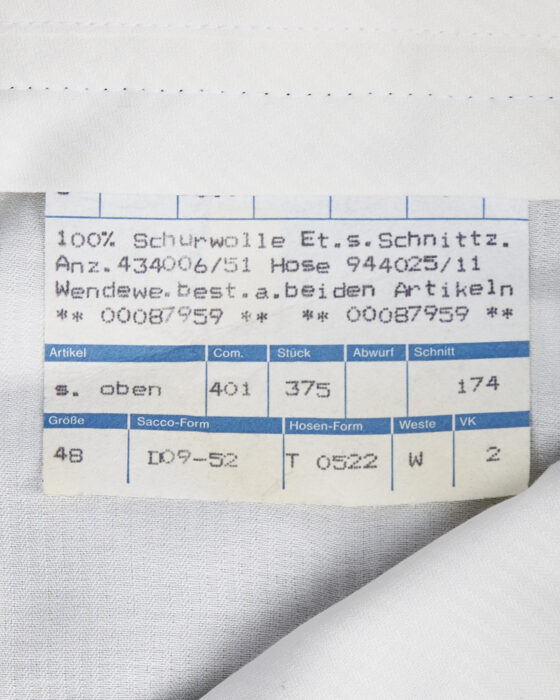 100% Schurwolle Et.s.Schnittz.
Anz.434006/51 Hose 944025/11
Wendewe.best.a.beiden Artikeln
** 00087959 ** ** 00087959 **
Artikel Com. Stück Abwurf Schnitt
s. oben 401 375 174
Größe Sacco-Form Hosen-Form Weste VK
48 D09-52 T 0522 W 2